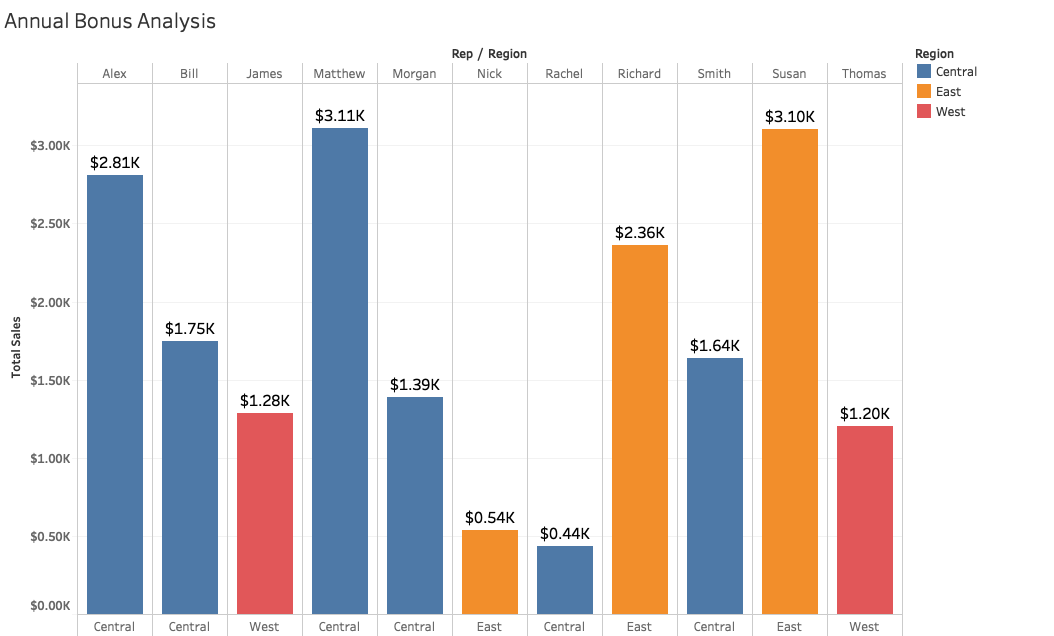 Annual Bonus Analysis
Rep / Region
Region
Alex Bill James Matthew Morgan Nick Rachel Richard Smith Susan Thomas
Central
East
West
$3.11K
$3.10K
$3.00K
$2.81K
$2.50K
$2.36K
$2.00K
$1.75K
$1.64K
Total Sales
$1.50K
$1.39K
$1.28K
$1.20K
$1.00K
$0.54K
$0.50K
$0.44K
$0.00K
Central Central West Central Central East Central East Central East West